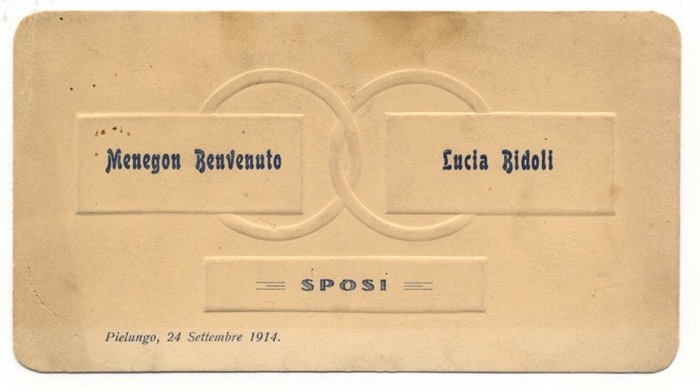 Menegon Benvenuto
Lucia Bidoli
SPOSI
Pielungo, 24 Settembre 1914.